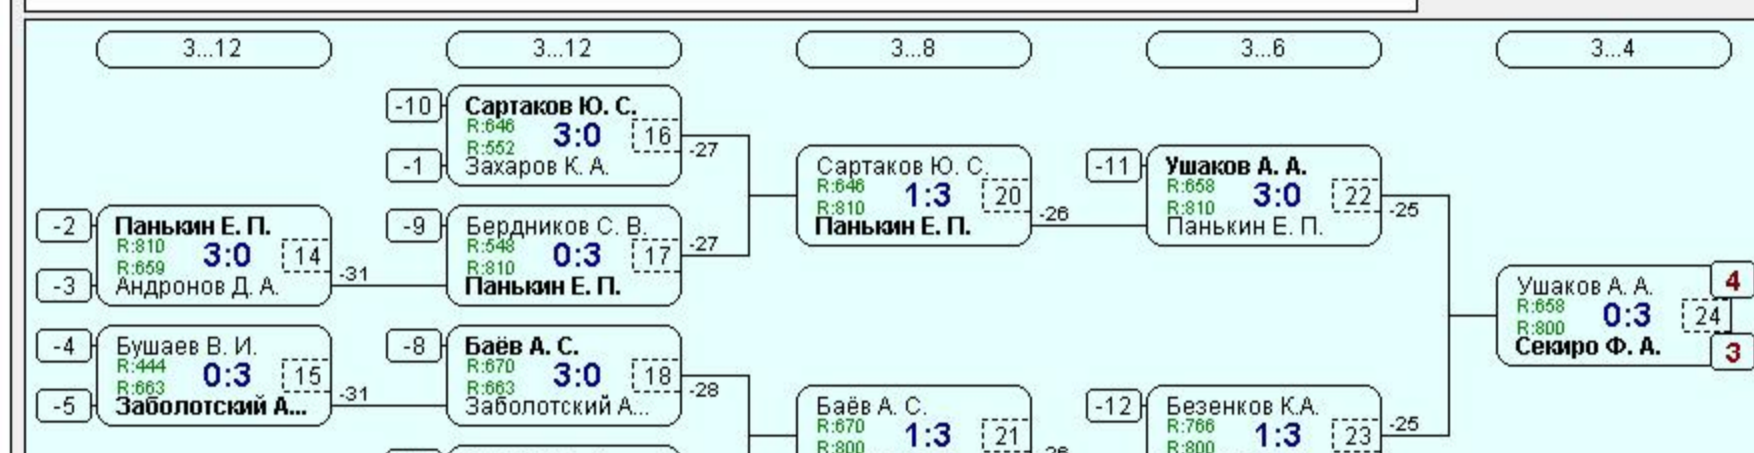 3...12
3...12
3...8
3...6
3...4
-10
Сартаков Ю. С.
R:646
3:0
16
R:552
-1
Захаров К. А.
-27
-2
Панькин Е. П.
R:810
3:0
14
R:659
-3
Андронов Д. А.
-31
-9
Бердников С. В.
R:548
0:3
17
R:810
Панькин Е. П.
-27
-4
Бушаев В. И.
R:444
0:3
15
R:663
-5
Заболотский А...
-31
-8
Баёв А. С.
R:670
3:0
18
R:663
Заболотский А...
-28
Сартаков Ю. С.
R:646
1:3
20
R:810
Панькин Е. П.
-26
Баёв А. С.
R:670
1:3
21
R:800
-11
Ушаков А. А.
R:658
3:0
22
R:810
Панькин Е. П.
-25
-12
Безенков К.А.
R:766
1:3
23
R:800
-25
Ушаков А. А.
4
R:658
0:3
24
R:800
Секиро Ф. А.
3